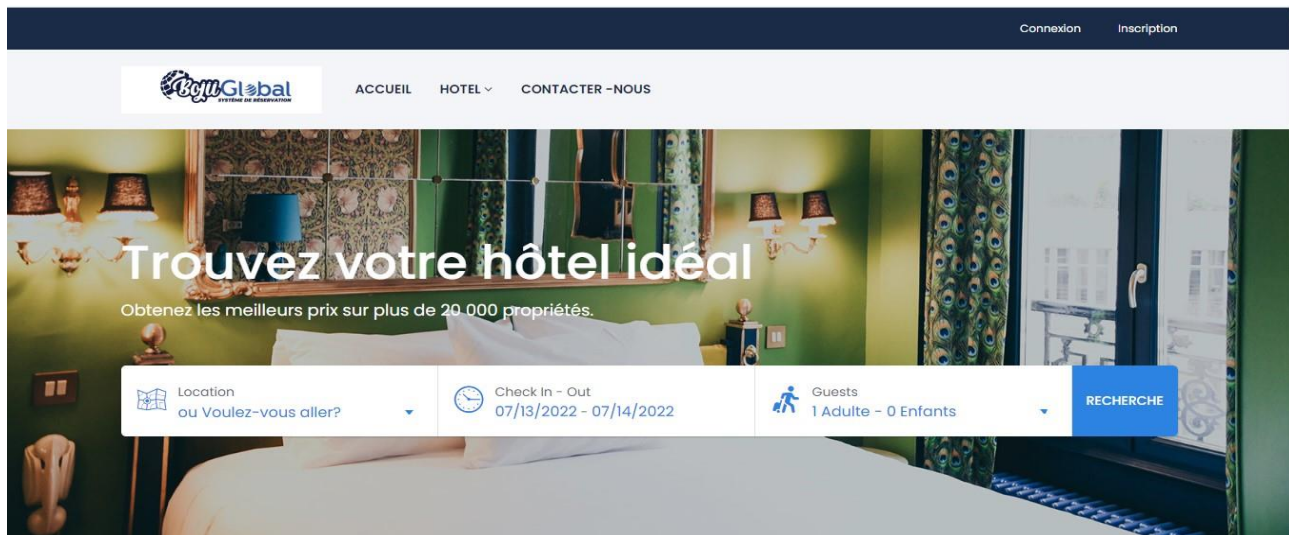 Connexion Inscription
BojiiGlobal
SYSTÈME DE RÉSERVATION
ACCUEIL HOTEL CONTACTER -NOUS
Trouvez votre hôtel idéal
Obtenez les meilleurs prix sur plus de 20 000 propriétés.
Location
ou Voulez-vous aller?
Check In - Out
07/13/2022 - 07/14/2022
Guests
1 Adulte - 0 Enfants
RECHERCHE